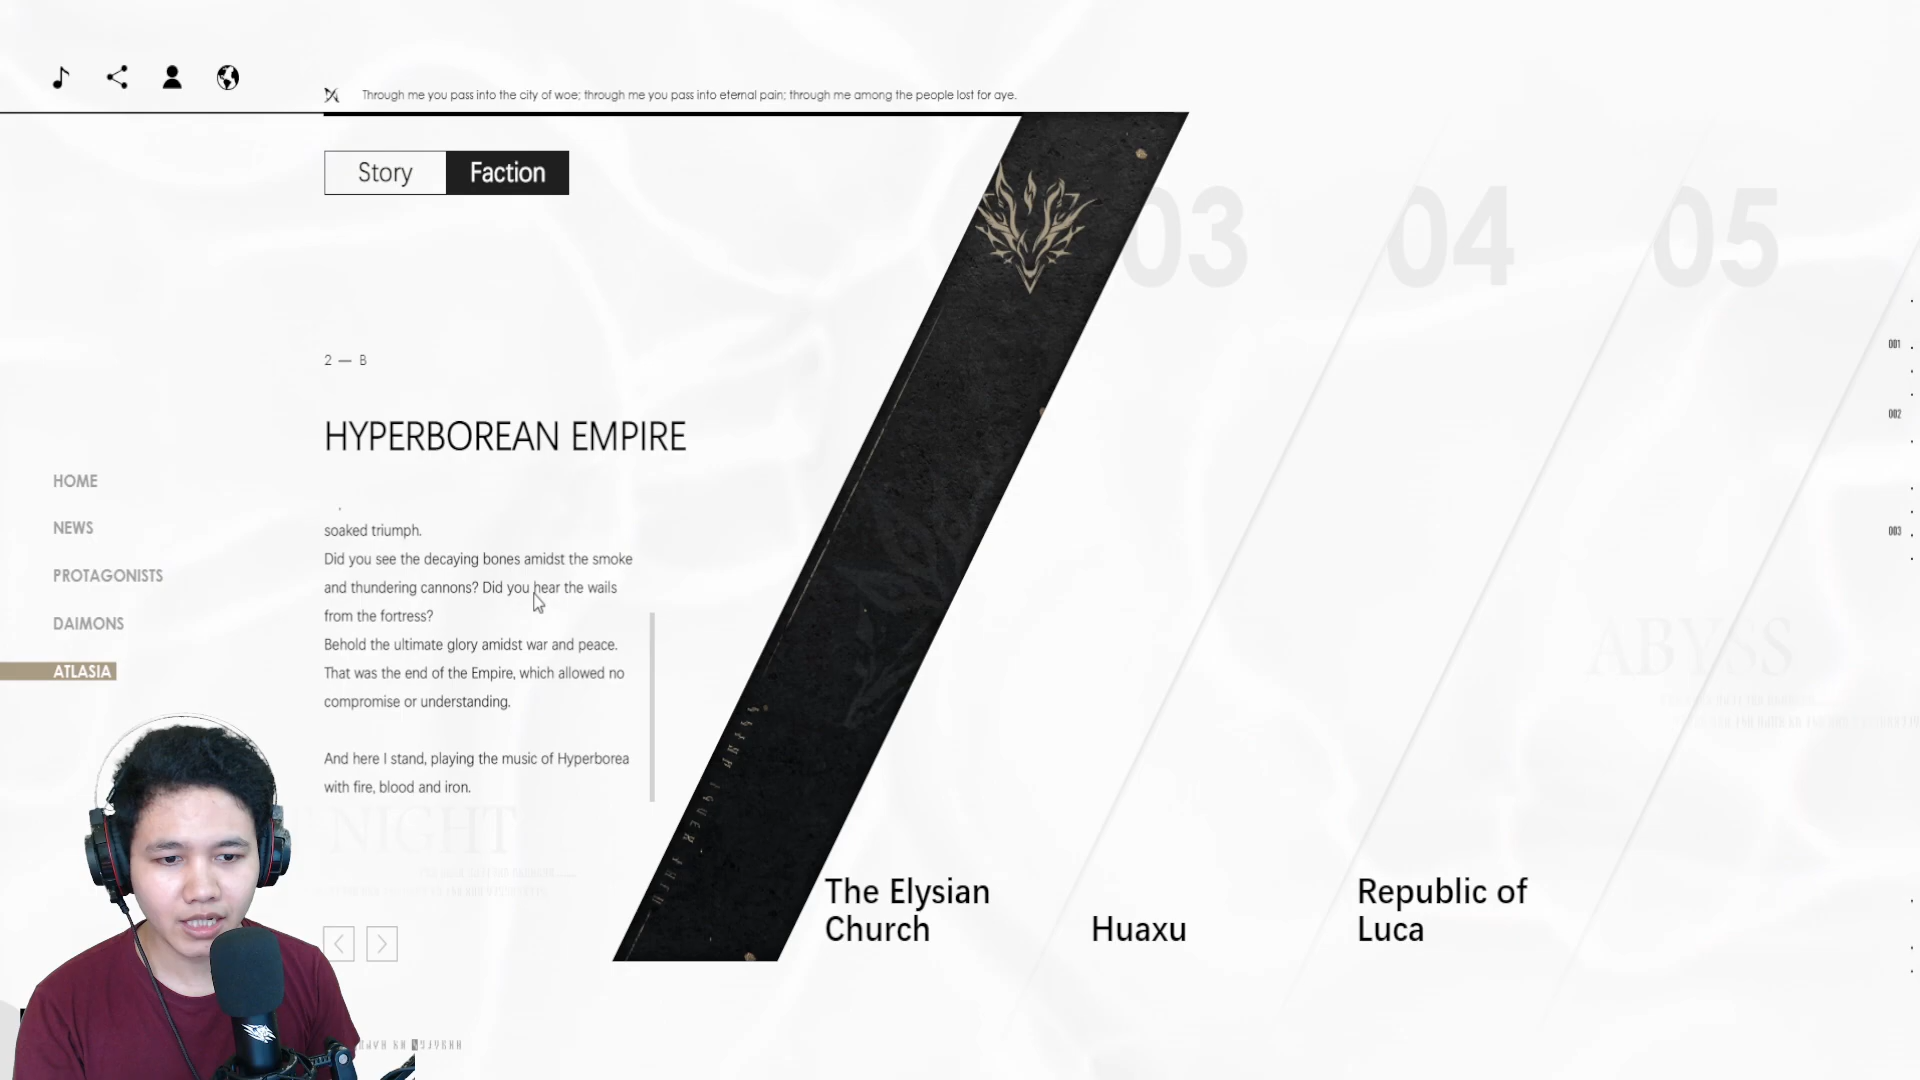 Through me you pass into the city of woe; through me you pass into eternal pain; through me among the people lost for aye.
Story
Faction
03
04
05
2 — B
HYPERBOREAN EMPIRE
soaked triumph.
Did you see the decaying bones amidst the smoke
and thundering cannons? Did you hear the wails
from the fortress?
Behold the ultimate glory amidst war and peace.
That was the end of the Empire, which allowed no
compromise or understanding.
And here I stand, playing the music of Hyperborea
with fire, blood and iron.
HOME
NEWS
PROTAGONISTS
DAIMONS
ATLASIA
001
002
003
ABYSS
NIGHT
The Elysian
Church
Huaxu
Republic of
Luca